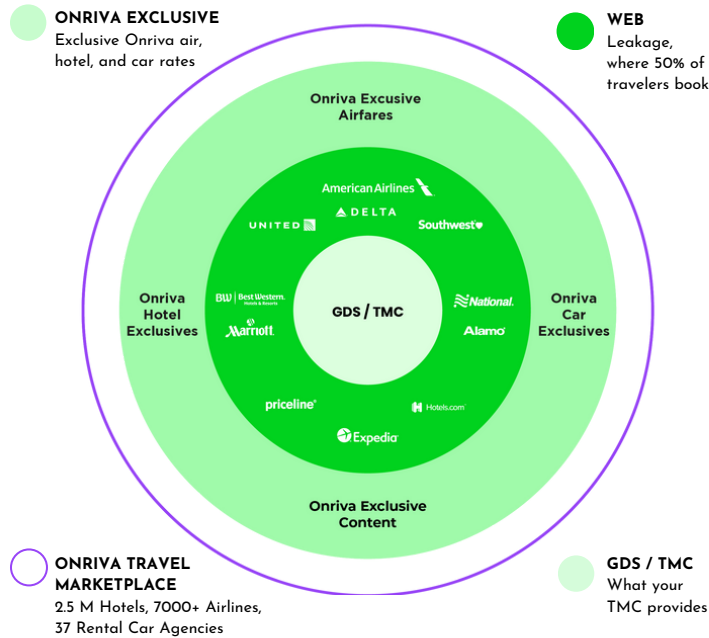 ONRIVA EXCLUSIVE
Exclusive Onriva air,
hotel, and car rates
WEB
Leakage,
where 50% of
travelers book
Onriva Excusive
Airfares
American Airlines
DELTA
UNITED
Southwest
GDS / TMC
Onriva
Hotel
Exclusives
BW | Best Western.
Hotels & Resorts
Marriott
National.
Alamo
Onriva
Car
Exclusives
priceline
Hotels.com
Expedia
Onriva Exclusive
Content
ONRIVA TRAVEL
MARKETPLACE
2.5 M Hotels, 7000+ Airlines,
37 Rental Car Agencies
GDS / TMC
What your
TMC provides